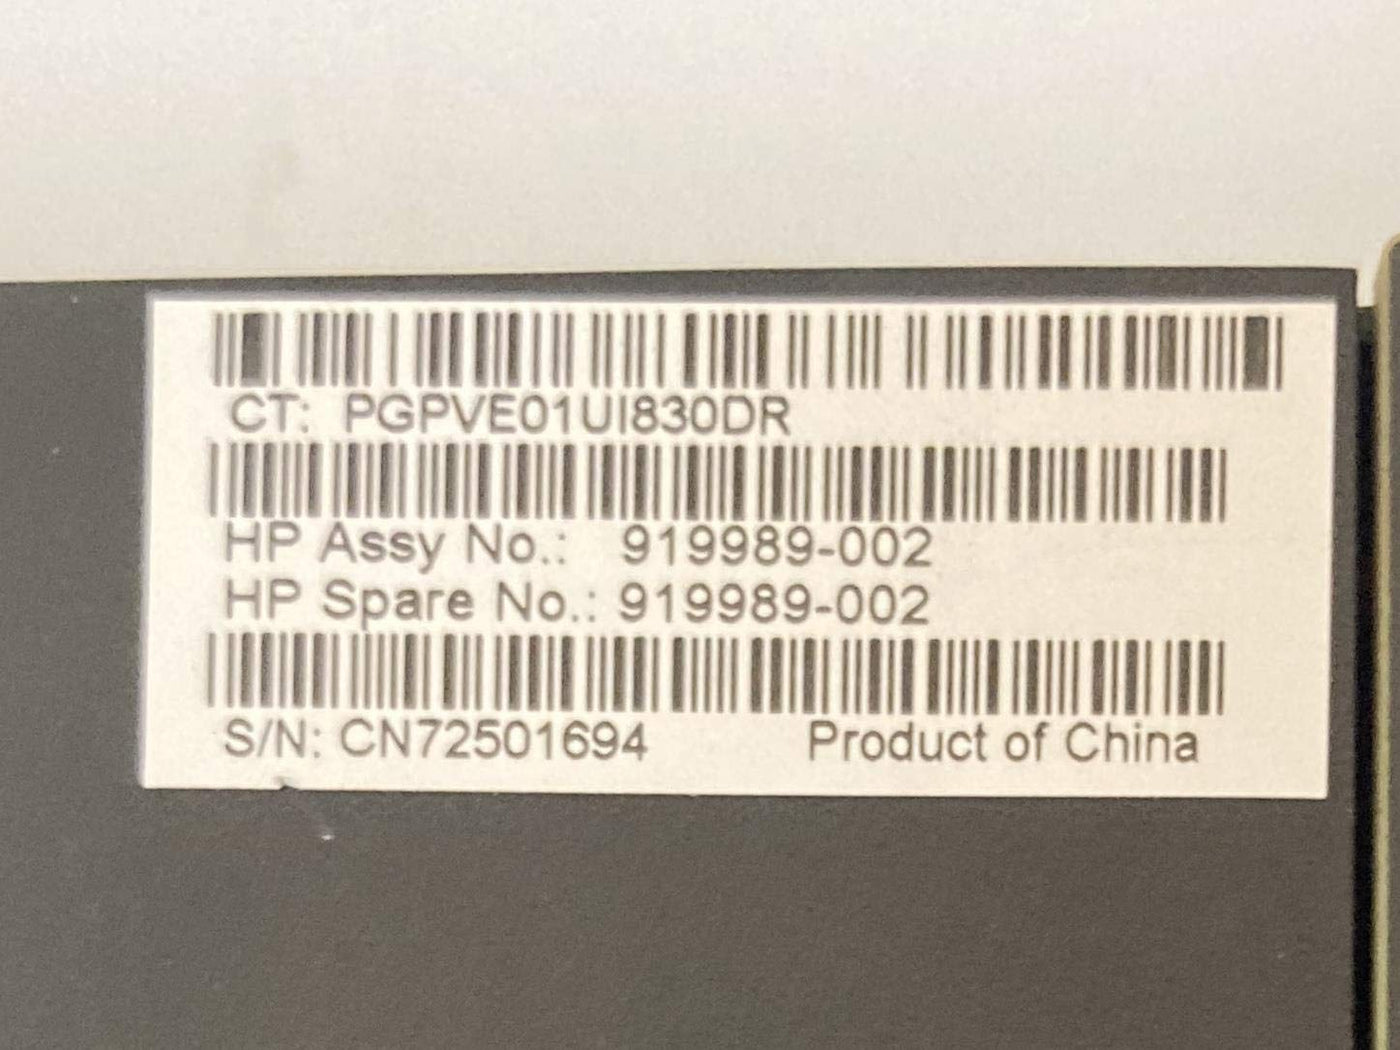 CT: PGPVE01UI830DR
HP Assy No.: 919989-002
HP Spare No.: 919989-002
S/N: CN72501694 Product of China